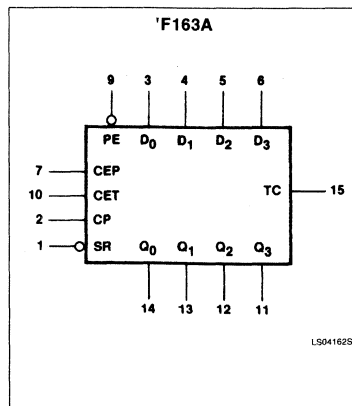 'F163A
9 3 4 5 6
PE D0 D1 D2 D3
7 CEP
10 CET
TC 15
2 CP
1 SR Q0 Q1 Q2 Q3
14 13 12 11
LS04162S